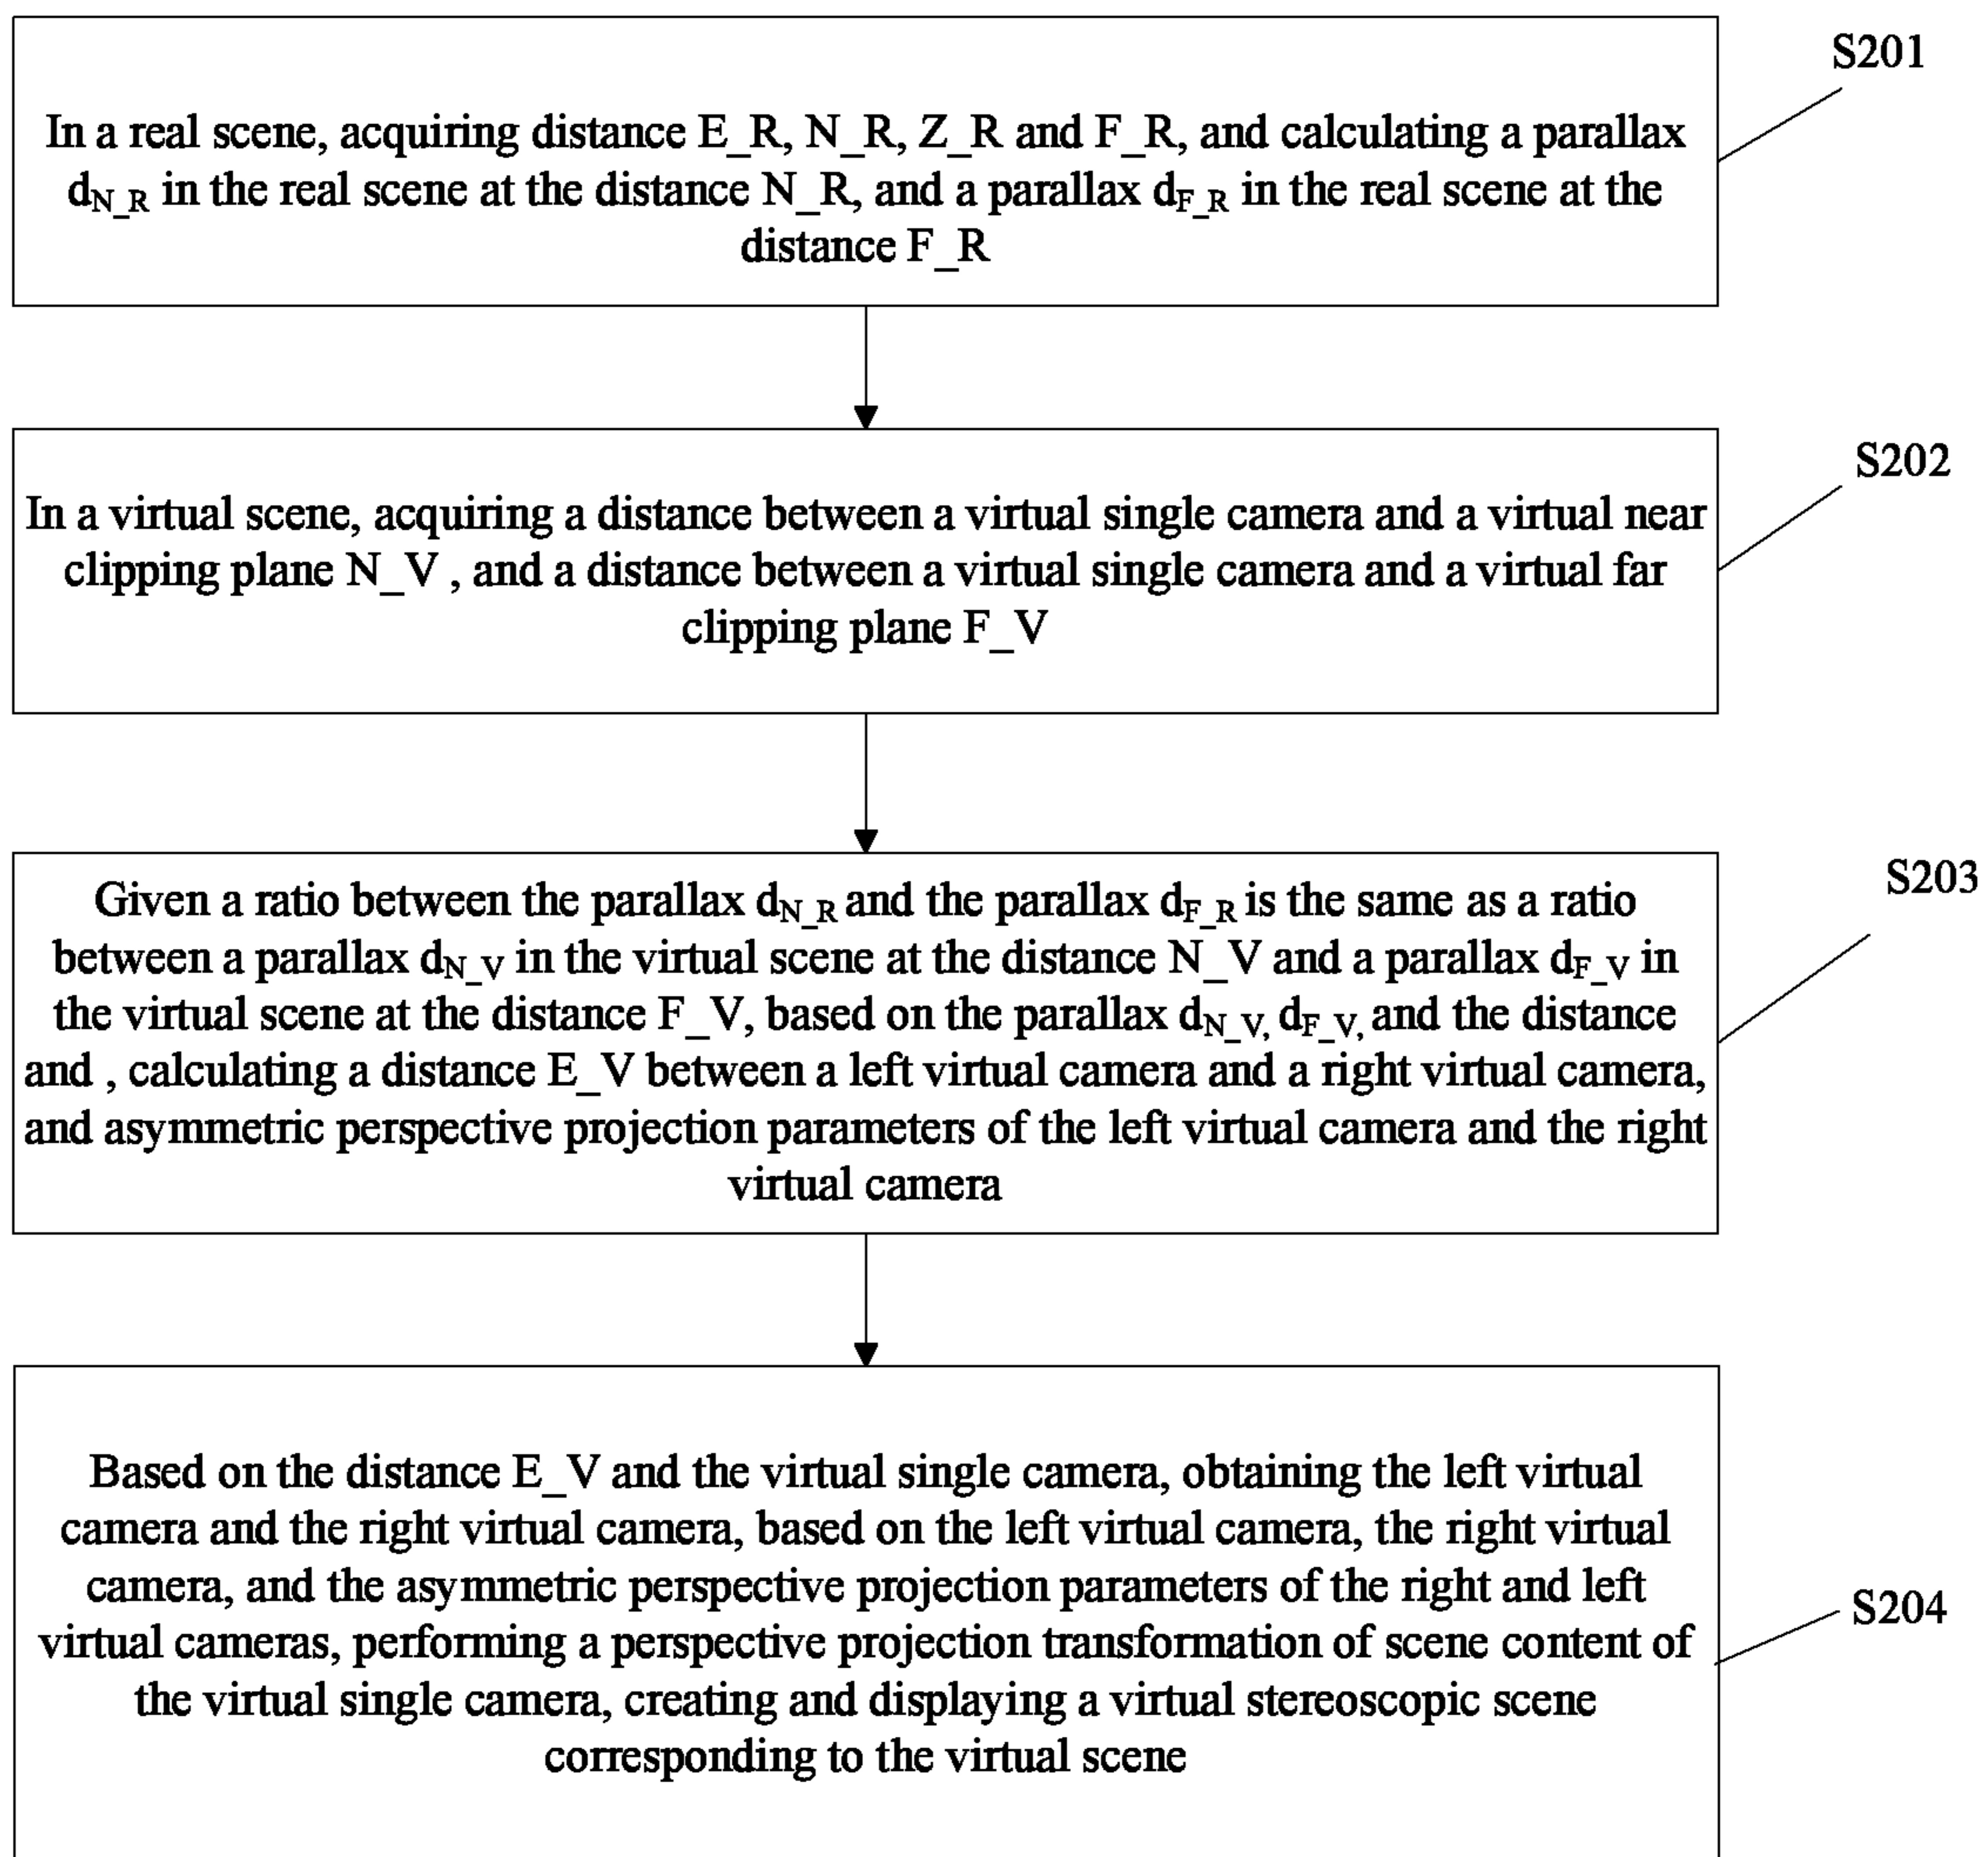 S201
In a real scene, acquiring distance E_R, N_R, Z_R and F_R, and calculating a parallax
dN_R in the real scene at the distance N_R, and a parallax dF_R in the real scene at the
distance F_R
S202
In a virtual scene, acquiring a distance between a virtual single camera and a virtual near
clipping plane N_V , and a distance between a virtual single camera and a virtual far
clipping plane F_V
S203
Given a ratio between the parallax dN_R and the parallax dF_R is the same as a ratio
between a parallax dN_V in the virtual scene at the distance N_V and a parallax dF_V in
the virtual scene at the distance F_V, based on the parallax dN_V, dF_V, and the distance
and , calculating a distance E_V between a left virtual camera and a right virtual camera,
and asymmetric perspective projection parameters of the left virtual camera and the right
virtual camera
Based on the distance E_V and the virtual single camera, obtaining the left virtual
camera and the right virtual camera, based on the left virtual camera, the right virtual
camera, and the asymmetric perspective projection parameters of the right and left
virtual cameras, performing a perspective projection transformation of scene content of
the virtual single camera, creating and displaying a virtual stereoscopic scene
corresponding to the virtual scene
S204